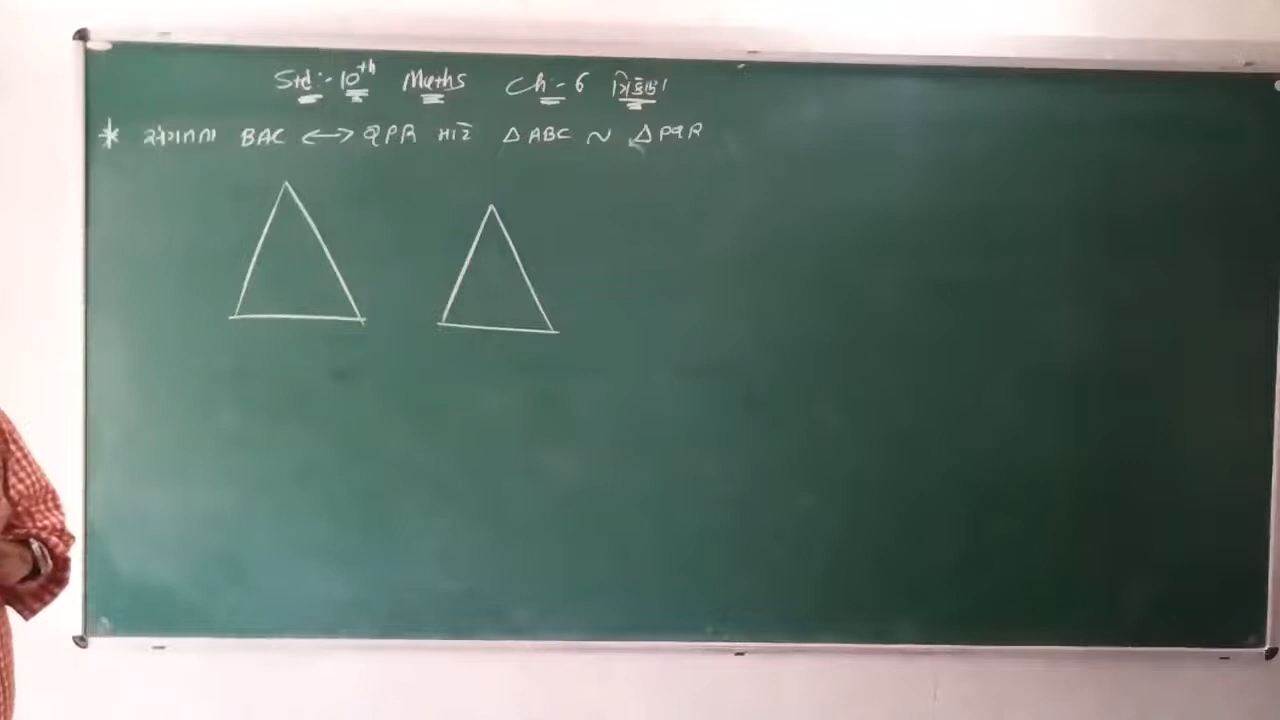 Std :- 10th Maths Ch - 6 ત્રિકોણ
* સંગતતા BAC ⟷ QPR માટે △ABC ~ △PQR